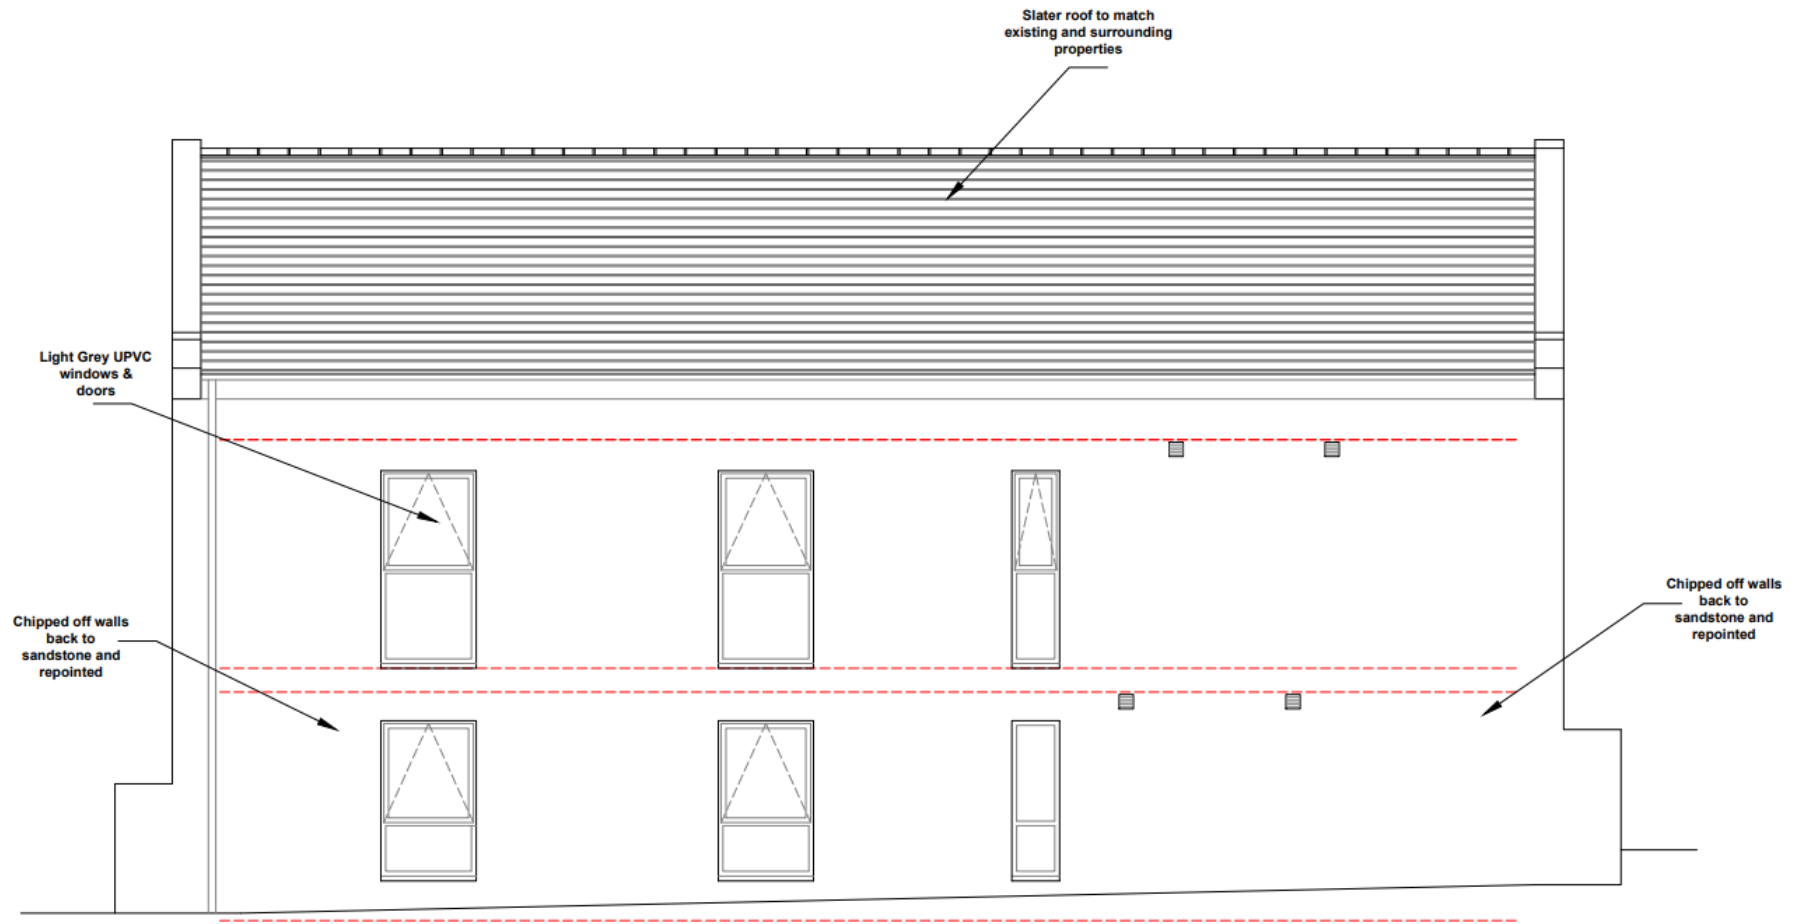 Slater roof to match
existing and surrounding
properties
Light Grey UPVC
windows &
doors
Chipped off walls
back to
sandstone and
repointed
Chipped off walls
back to
sandstone and
repointed